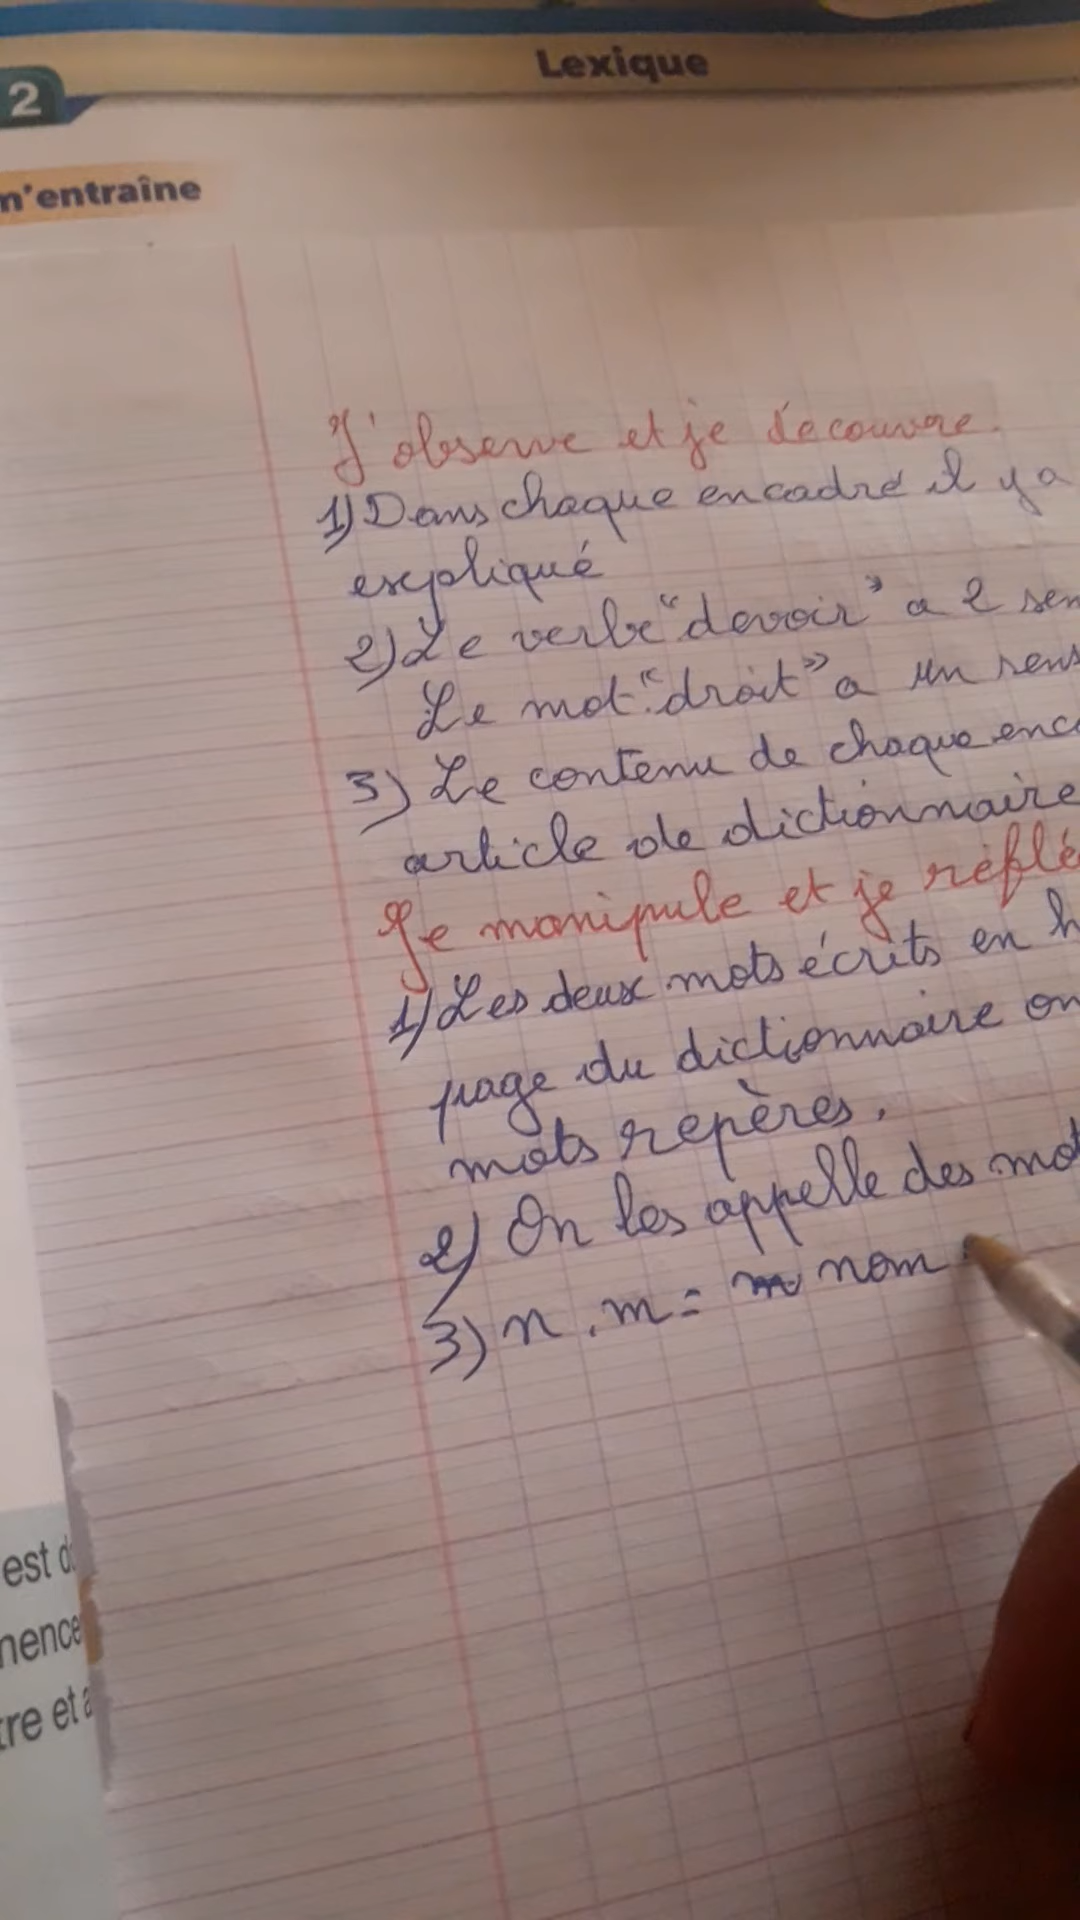 Lexique
2
m'entraîne
J'observe et je découvre.
1) Dans chaque encadré il y a
expliqué
2) Le verbe "devoir" a 2 sen
Le mot "droit" a un sens
3) Le contenu de chaque enca
article de dictionnaire
Je manipule et je réflé
1) Les deux mots écrits en h
page du dictionnaire on
mots repères.
2) On les appelle des mot
3) n.m = nom
est d
mence
tre et a